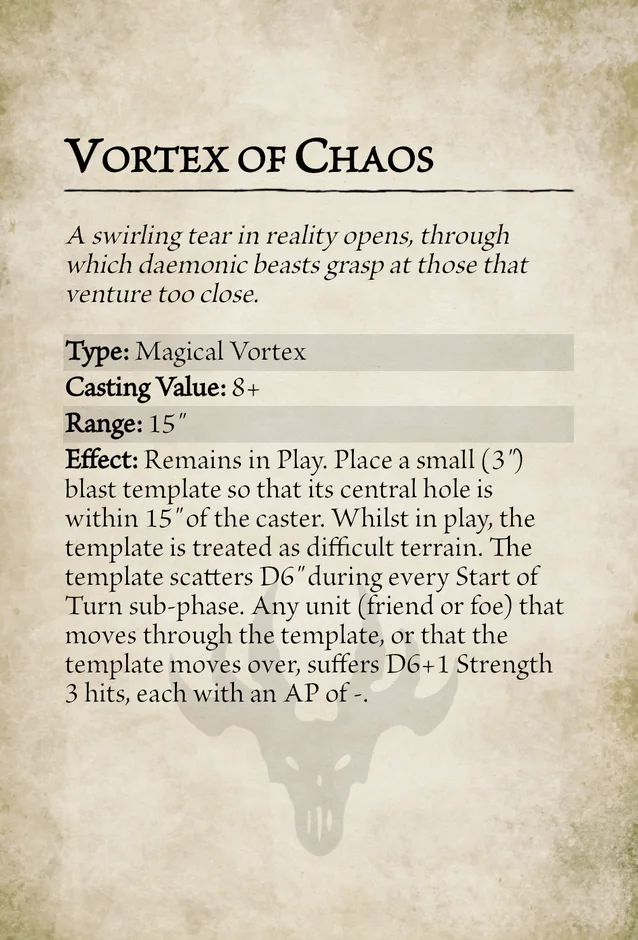 Vortex of Chaos
A swirling tear in reality opens, through
which daemonic beasts grasp at those that
venture too close.
Type: Magical Vortex
Casting Value: 8+
Range: 15″
Effect: Remains in Play. Place a small (3″)
blast template so that its central hole is
within 15″ of the caster. Whilst in play, the
template is treated as difficult terrain. The
template scatters D6″ during every Start of
Turn sub-phase. Any unit (friend or foe) that
moves through the template, or that the
template moves over, suffers D6+1 Strength
3 hits, each with an AP of -.